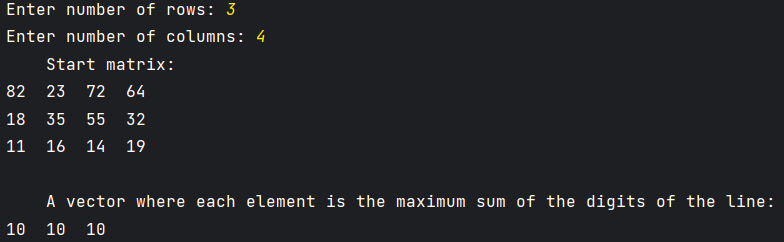 Enter number of rows: 3
Enter number of columns: 4
    Start matrix:
82  23  72  64
18  35  55  32
11  16  14  19

    A vector where each element is the maximum sum of the digits of the line:
10  10  10